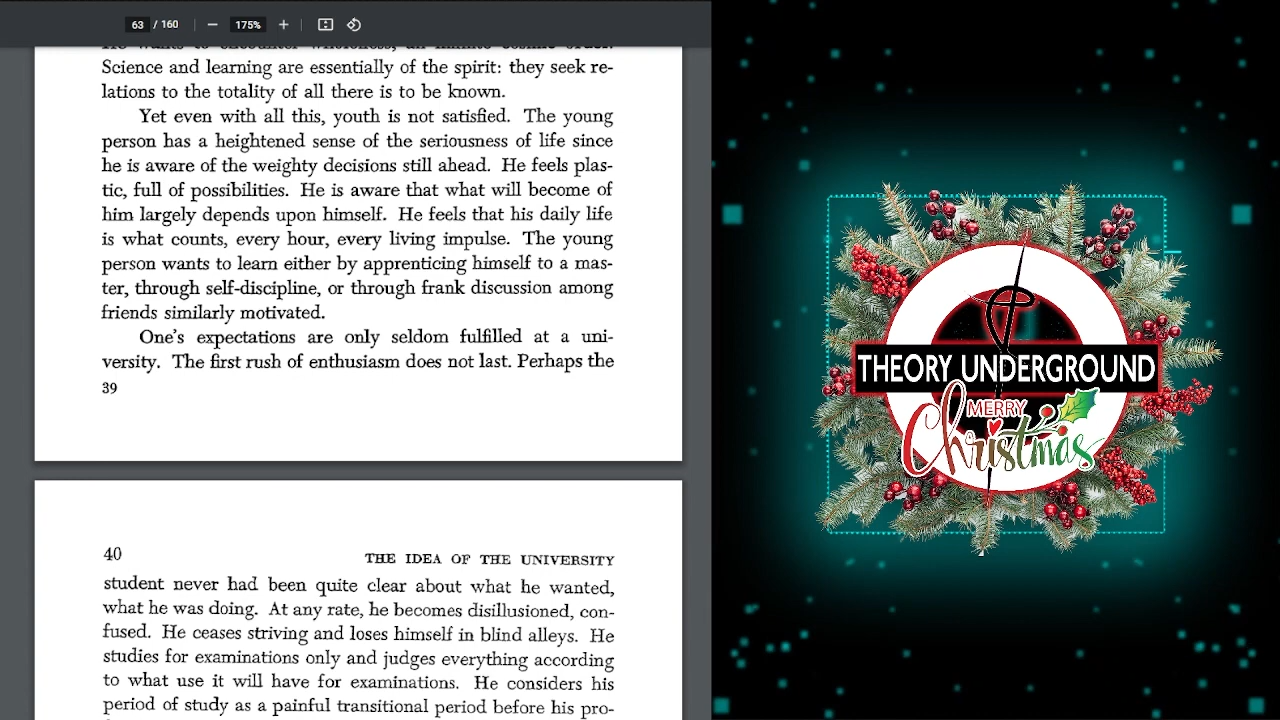 63 / 160
175%
He wants to encounter wholeness, an infinite cosmic order.
Science and learning are essentially of the spirit: they seek re-
lations to the totality of all there is to be known.
Yet even with all this, youth is not satisfied. The young
person has a heightened sense of the seriousness of life since
he is aware of the weighty decisions still ahead. He feels plas-
tic, full of possibilities. He is aware that what will become of
him largely depends upon himself. He feels that his daily life
is what counts, every hour, every living impulse. The young
person wants to learn either by apprenticing himself to a mas-
ter, through self-discipline, or through frank discussion among
friends similarly motivated.
One's expectations are only seldom fulfilled at a uni-
versity. The first rush of enthusiasm does not last. Perhaps the
39
40 THE IDEA OF THE UNIVERSITY
student never had been quite clear about what he wanted,
what he was doing. At any rate, he becomes disillusioned, con-
fused. He ceases striving and loses himself in blind alleys. He
studies for examinations only and judges everything according
to what use it will have for examinations. He considers his
period of study as a painful transitional period before his pro-
THEORY UNDERGROUND
MERRY
Christmas